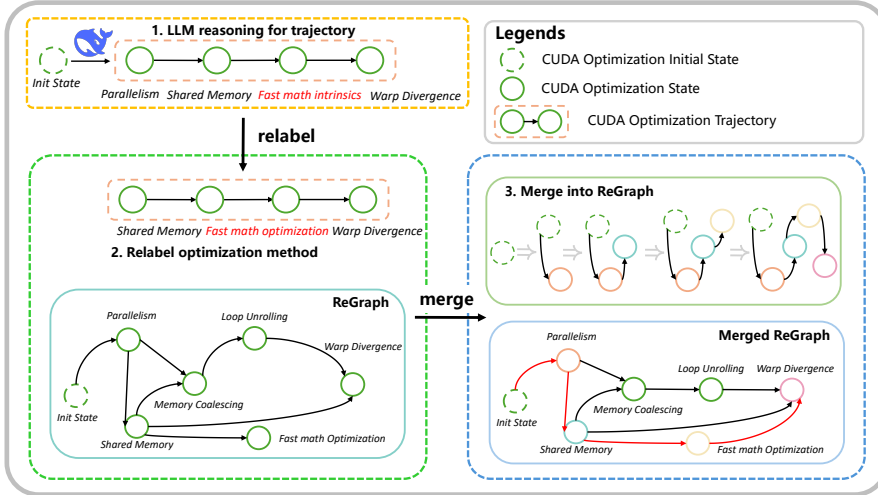 1. LLM reasoning for trajectory
Init State
Parallelism Shared Memory Fast math intrinsics Warp Divergence
relabel
Legends
CUDA Optimization Initial State
CUDA Optimization State
CUDA Optimization Trajectory
Shared Memory Fast math optimization Warp Divergence
2. Relabel optimization method
ReGraph
Parallelism
Loop Unrolling
Warp Divergence
Init State
Memory Coalescing
Shared Memory
Fast math Optimization
merge
3. Merge into ReGraph
Merged ReGraph
Parallelism
Loop Unrolling
Warp Divergence
Init State
Memory Coalescing
Shared Memory
Fast math Optimization